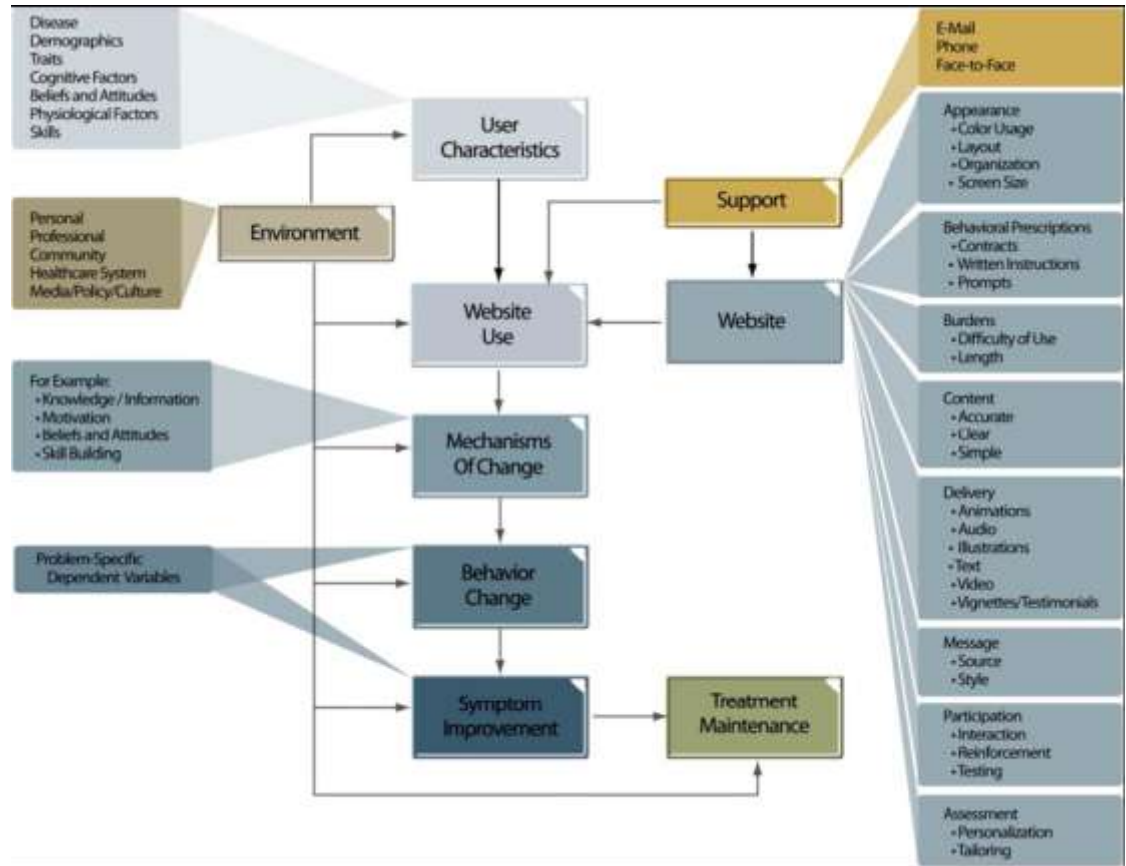 Disease
Demographics
Traits
Cognitive Factors
Beliefs and Attitudes
Physiological Factors
Skills
User
Characteristics
Personal
Professional
Community
Healthcare System
Media/Policy/Culture
Environment
Support
E-Mail
Phone
Face-to-Face
Website
Use
Website
For Example:
• Knowledge / Information
• Motivation
• Beliefs and Attitudes
• Skill Building
Mechanisms
Of Change
Problem-Specific
Dependent Variables
Behavior
Change
Symptom
Improvement
Treatment
Maintenance
Appearance
• Color Usage
• Layout
• Organization
• Screen Size
Behavioral Prescriptions
• Contracts
• Written Instructions
• Prompts
Burdens
• Difficulty of Use
• Length
Content
• Accurate
• Clear
• Simple
Delivery
• Animations
• Audio
• Illustrations
• Text
• Video
• Vignettes/Testimonials
Message
• Source
• Style
Participation
• Interaction
• Reinforcement
• Testing
Assessment
• Personalization
• Tailoring